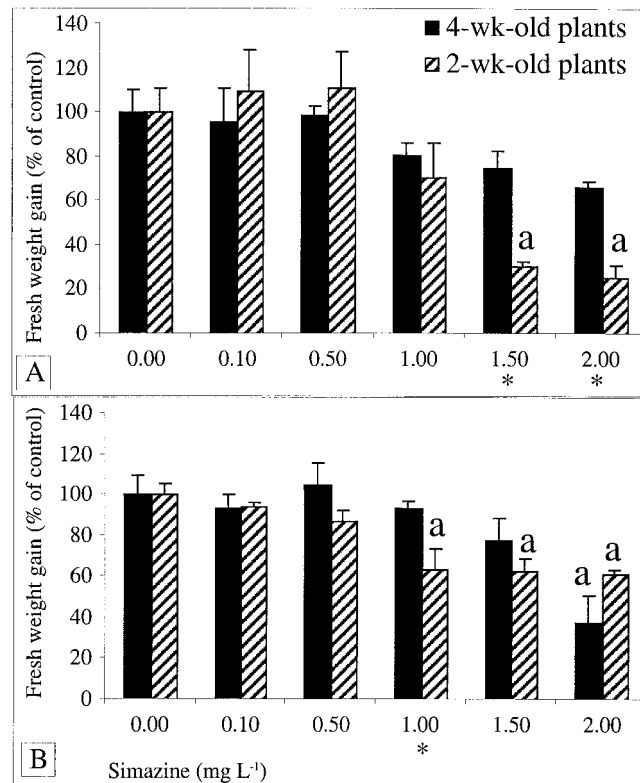 140
120
100
80
60
40
20
0
Fresh weight gain (% of control)
4-wk-old plants
2-wk-old plants
a
a
0.00 0.10 0.50 1.00 1.50 2.00
* *
A
140
120
100
80
60
40
20
0
Fresh weight gain (% of control)
a
a
a
a
0.00 0.10 0.50 1.00 1.50 2.00
*
B
Simazine (mg L⁻¹)